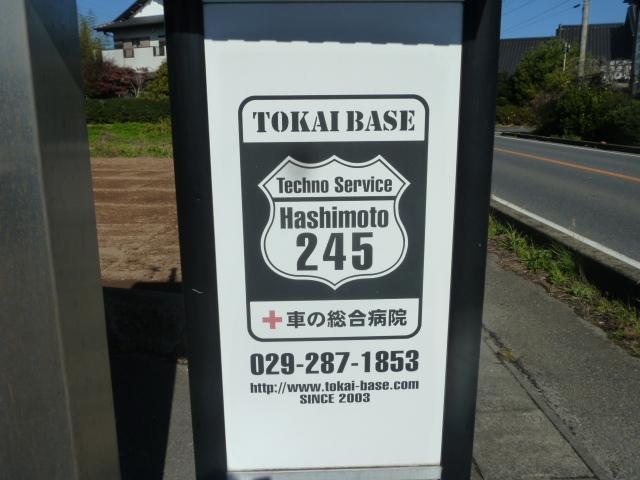 TOKAI BASE
Techno Service
Hashimoto
245
+車の総合病院
029-287-1853
http://www.tokai-base.com
SINCE 2003